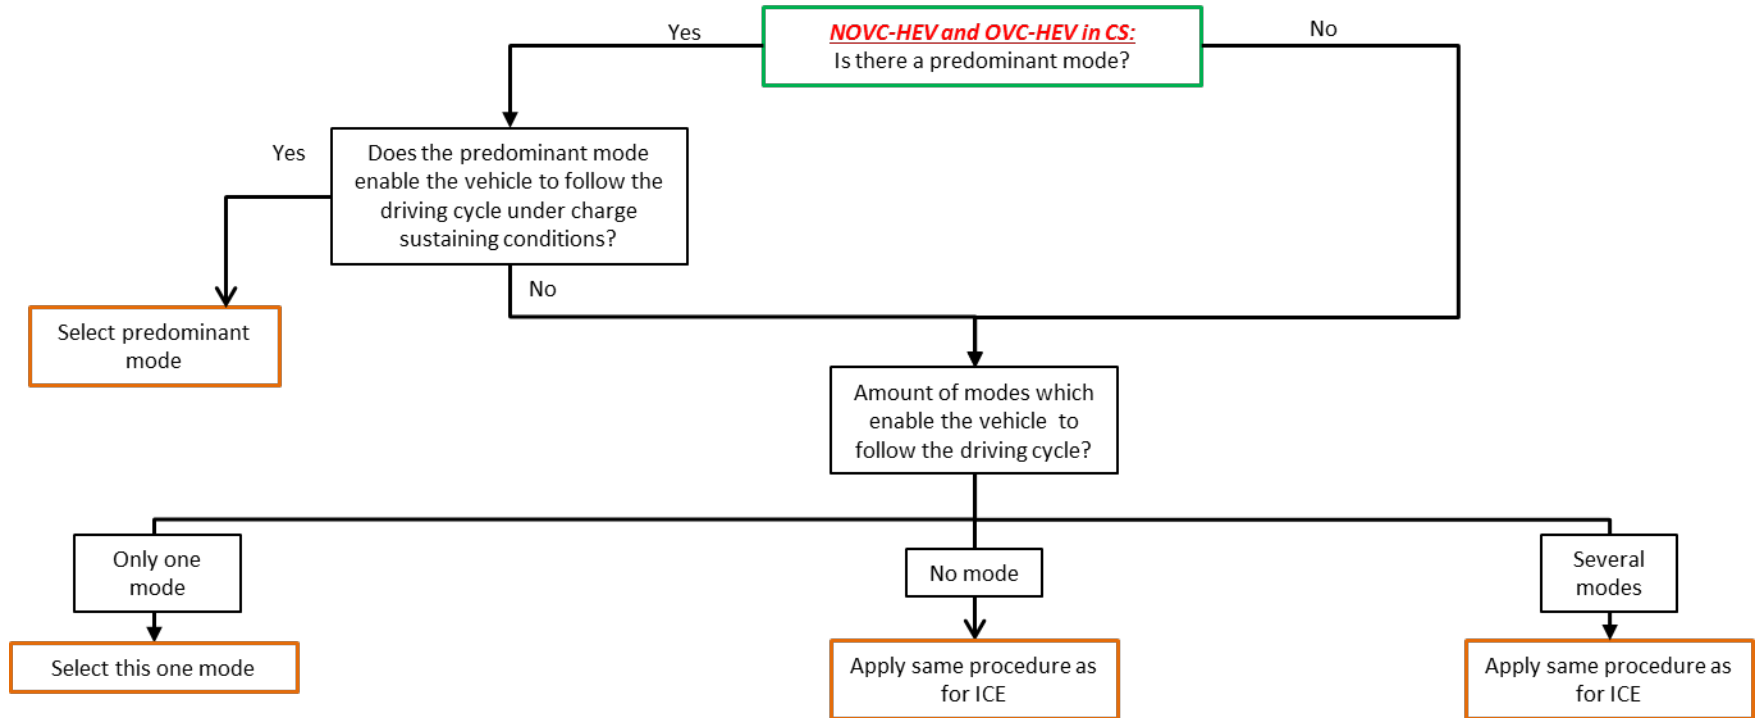 NOVC-HEV and OVC-HEV in CS:
Is there a predominant mode?
Yes
No
Does the predominant mode
enable the vehicle to follow the
driving cycle under charge
sustaining conditions?
Yes
No
Select predominant
mode
Amount of modes which
enable the vehicle to
follow the driving cycle?
Only one
mode
No mode
Several
modes
Select this one mode
Apply same procedure as
for ICE
Apply same procedure as
for ICE